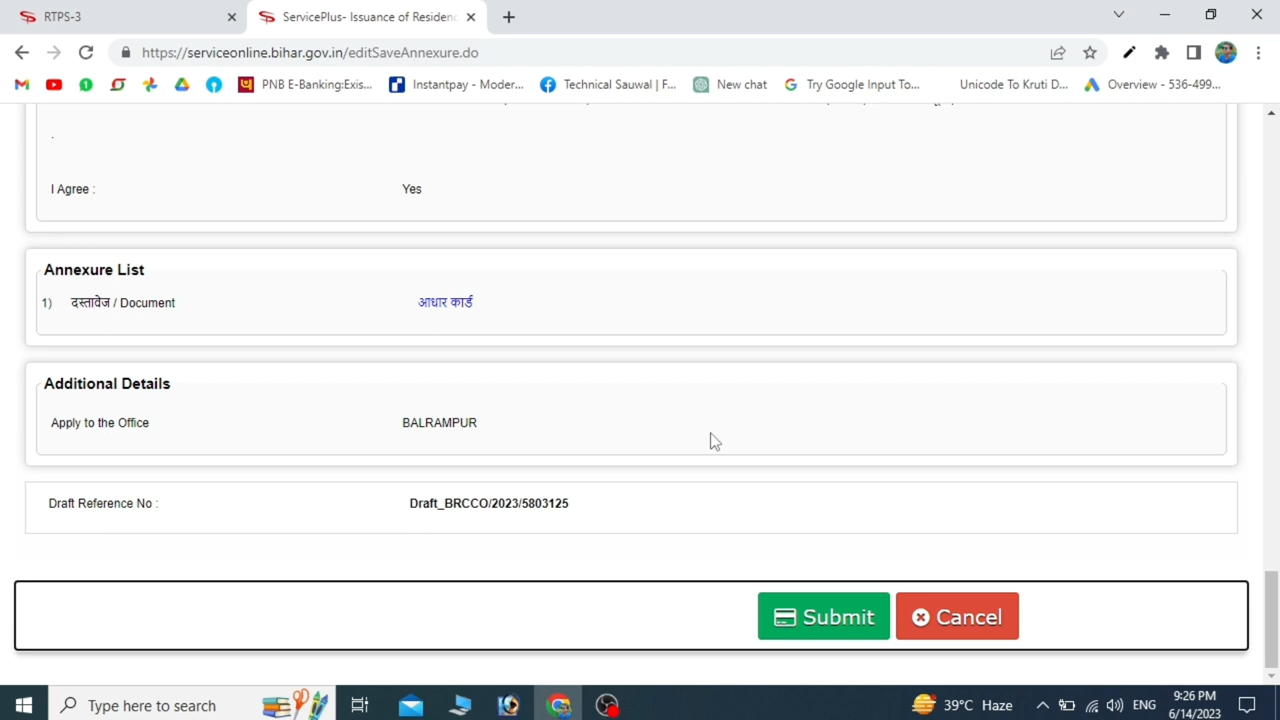 RTPS-3
ServicePlus- Issuance of Residenc
https://serviceonline.bihar.gov.in/editSaveAnnexure.do
PNB E-Banking:Exis...
Instantpay - Moder...
Technical Sauwal | F...
New chat
Try Google Input To...
Unicode To Kruti D...
Overview - 536-499...
.
I Agree :
Yes
Annexure List
1) दस्तावेज / Document
आधार कार्ड
Additional Details
Apply to the Office
BALRAMPUR
Draft Reference No :
Draft_BRCCO/2023/5803125
Submit
Cancel
Type here to search
39°C Haze
ENG
9:26 PM
6/14/2023